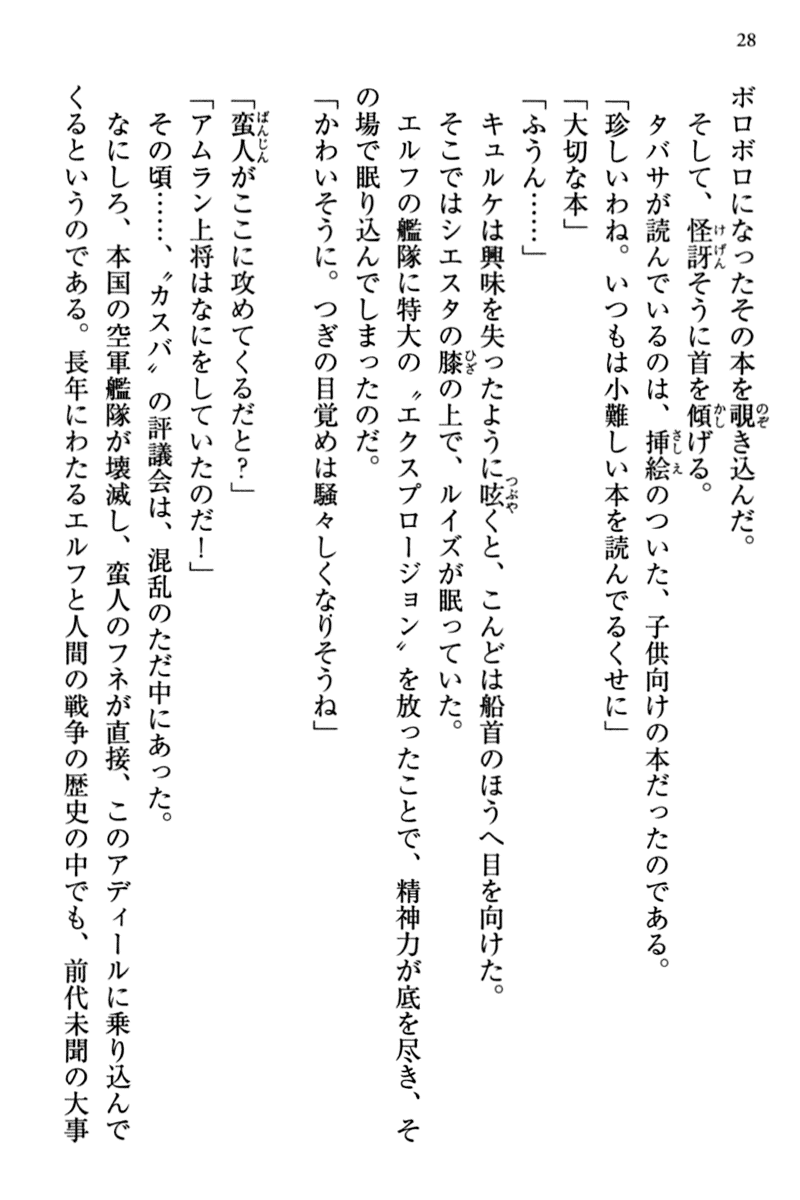 28
ボロボロになったその本を覗き込んだ。
そして、怪訝そうに首を傾げる。
タバサが読んでいるのは、挿絵のついた、子供向けの本だったのである。
「珍しいわね。いつもは小難しい本を読んでるくせに」
「大切な本」
「ふうん……」
キュルケは興味を失ったように呟くと、こんどは船首のほうへ目を向けた。
そこではシエスタの膝の上で、ルイズが眠っていた。
エルフの艦隊に特大の〝エクスプロージョン〟を放ったことで、精神力が底を尽き、そ
の場で眠り込んでしまったのだ。
「かわいそうに。つぎの目覚めは騒々しくなりそうね」
「蛮人がここに攻めてくるだと?」
「アムラン上将はなにをしていたのだ!」
その頃……、〝カスバ〟の評議会は、混乱のただ中にあった。
なにしろ、本国の空軍艦隊が壊滅し、蛮人のフネが直接、このアディールに乗り込んで
くるというのである。長年にわたるエルフと人間の戦争の歴史の中でも、前代未聞の大事